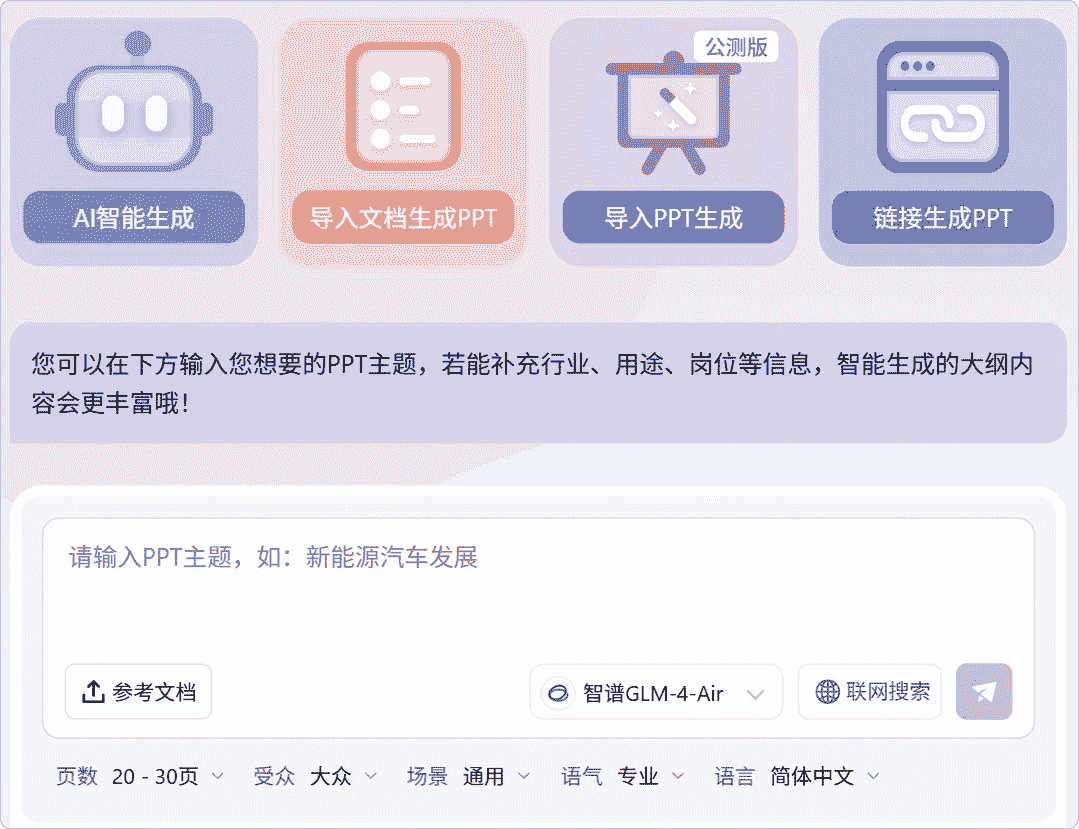 公测版
AI智能生成
导入文档生成PPT
导入PPT生成
链接生成PPT
您可以在下方输入您想要的PPT主题，若能补充行业、用途、岗位等信息，智能生成的大纲内
容会更丰富哦！
请输入PPT主题，如：新能源汽车发展
参考文档
智谱GLM-4-Air
联网搜索
页数 20 - 30页 受众 大众 场景 通用 语气 专业 语言 简体中文